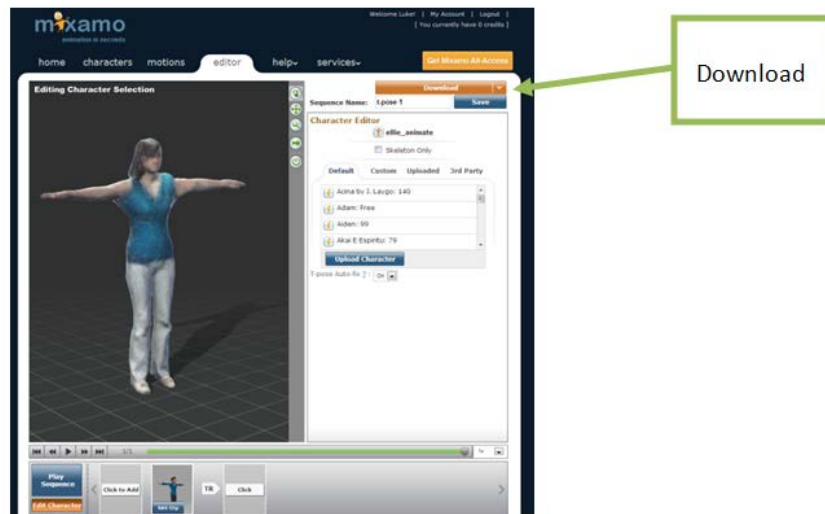 mixamo
animation in seconds
Welcome Luke! | My Account | Logout |
[ You currently have 0 credits ]
home characters motions editor help services
Get Mixamo All-Access
Editing Character Selection
Download
Sequence Name: t-pose 1 Save
Character Editor
ellie_animate
Skeleton Only
Default Custom Uploaded 3rd Party
Acina by J. Laygo: 140
Adam: Free
Aiden: 99
Akai E Espiritu: 79
Upload Character
T-pose Auto-fix ? : On
1/1
1x
Play
Sequence
Click to Add
TR
Click
Edit Character
Download